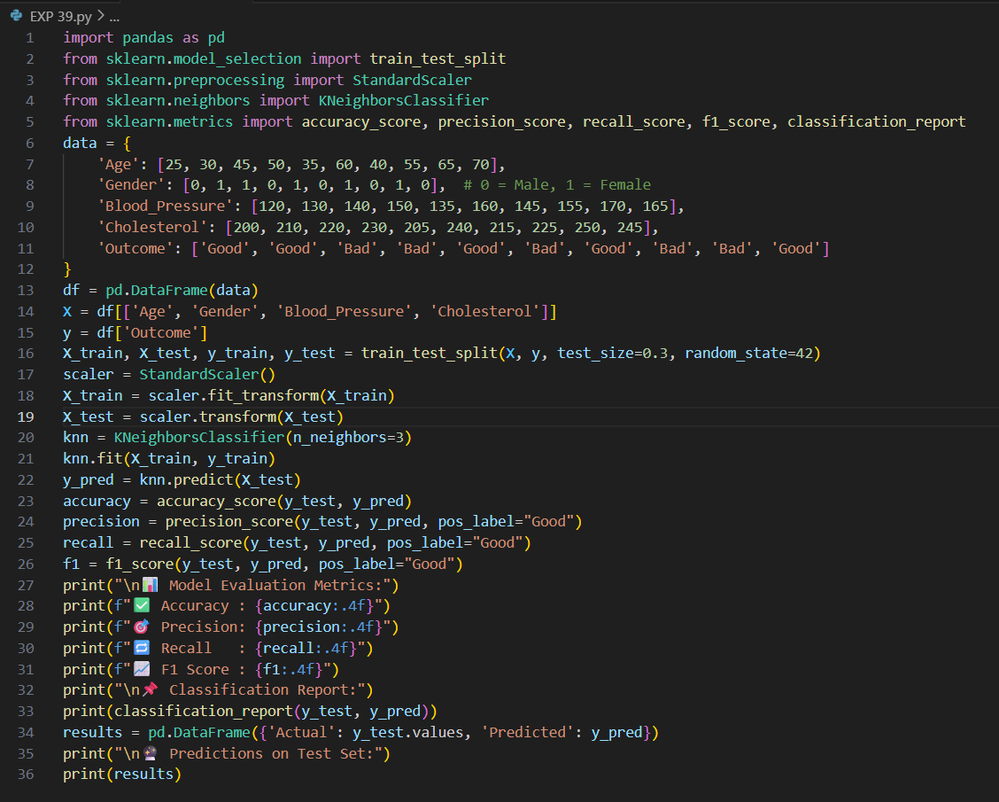 EXP 39.py > ...
1 import pandas as pd
2 from sklearn.model_selection import train_test_split
3 from sklearn.preprocessing import StandardScaler
4 from sklearn.neighbors import KNeighborsClassifier
5 from sklearn.metrics import accuracy_score, precision_score, recall_score, f1_score, classification_report
6 data = {
7     'Age': [25, 30, 45, 50, 35, 60, 40, 55, 65, 70],
8     'Gender': [0, 1, 1, 0, 1, 0, 1, 0, 1, 0],  # 0 = Male, 1 = Female
9     'Blood_Pressure': [120, 130, 140, 150, 135, 160, 145, 155, 170, 165],
10     'Cholesterol': [200, 210, 220, 230, 205, 240, 215, 225, 250, 245],
11     'Outcome': ['Good', 'Good', 'Bad', 'Bad', 'Good', 'Bad', 'Good', 'Bad', 'Bad', 'Good']
12 }
13 df = pd.DataFrame(data)
14 X = df[['Age', 'Gender', 'Blood_Pressure', 'Cholesterol']]
15 y = df['Outcome']
16 X_train, X_test, y_train, y_test = train_test_split(X, y, test_size=0.3, random_state=42)
17 scaler = StandardScaler()
18 X_train = scaler.fit_transform(X_train)
19 X_test = scaler.transform(X_test)
20 knn = KNeighborsClassifier(n_neighbors=3)
21 knn.fit(X_train, y_train)
22 y_pred = knn.predict(X_test)
23 accuracy = accuracy_score(y_test, y_pred)
24 precision = precision_score(y_test, y_pred, pos_label="Good")
25 recall = recall_score(y_test, y_pred, pos_label="Good")
26 f1 = f1_score(y_test, y_pred, pos_label="Good")
27 print("\n📊 Model Evaluation Metrics:")
28 print(f"✅ Accuracy : {accuracy:.4f}")
29 print(f"🎯 Precision: {precision:.4f}")
30 print(f"🔁 Recall   : {recall:.4f}")
31 print(f"📈 F1 Score : {f1:.4f}")
32 print("\n📌 Classification Report:")
33 print(classification_report(y_test, y_pred))
34 results = pd.DataFrame({'Actual': y_test.values, 'Predicted': y_pred})
35 print("\n🔮 Predictions on Test Set:")
36 print(results)